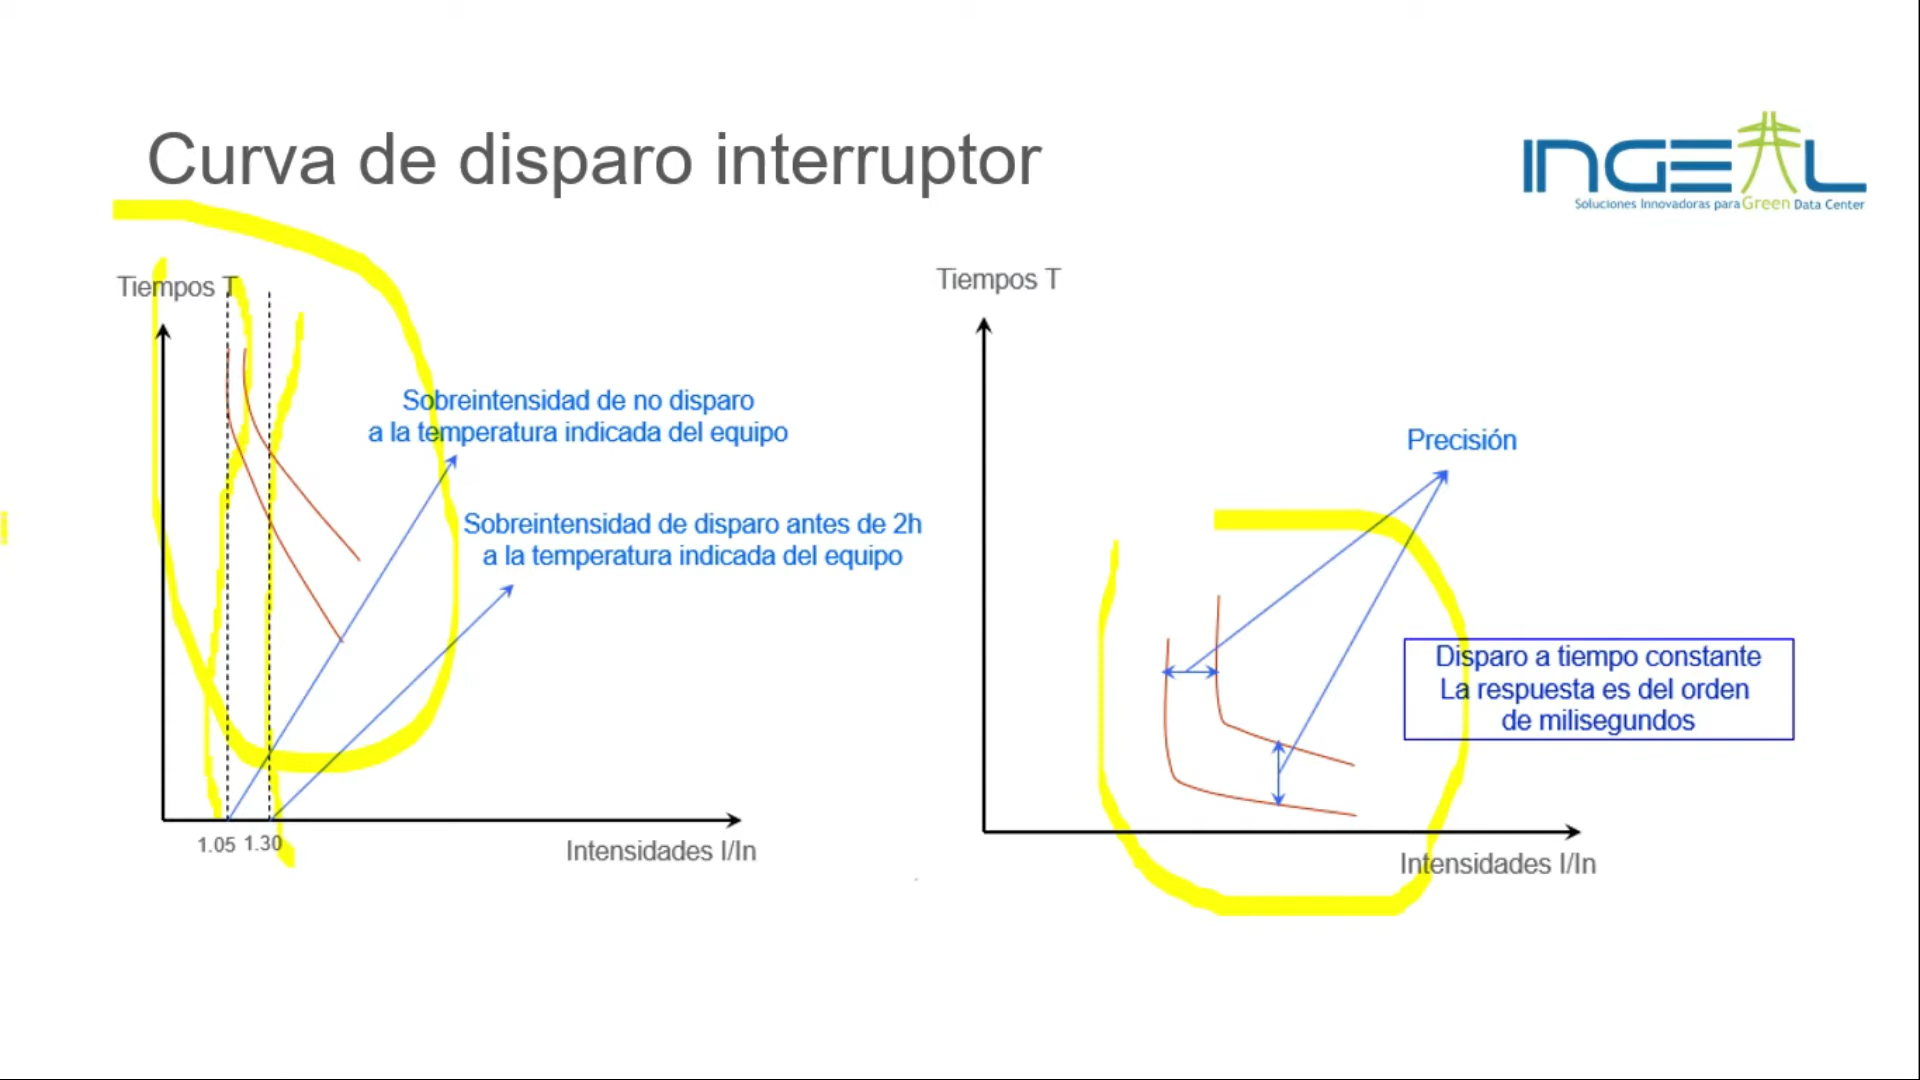 Curva de disparo interruptor
INGEAL
Soluciones Innovadoras para Green Data Center
Tiempos T
Sobreintensidad de no disparo
a la temperatura indicada del equipo
Sobreintensidad de disparo antes de 2h
a la temperatura indicada del equipo
1.05 1.30
Intensidades I/In
Tiempos T
Precisión
Disparo a tiempo constante
La respuesta es del orden
de milisegundos
Intensidades I/In